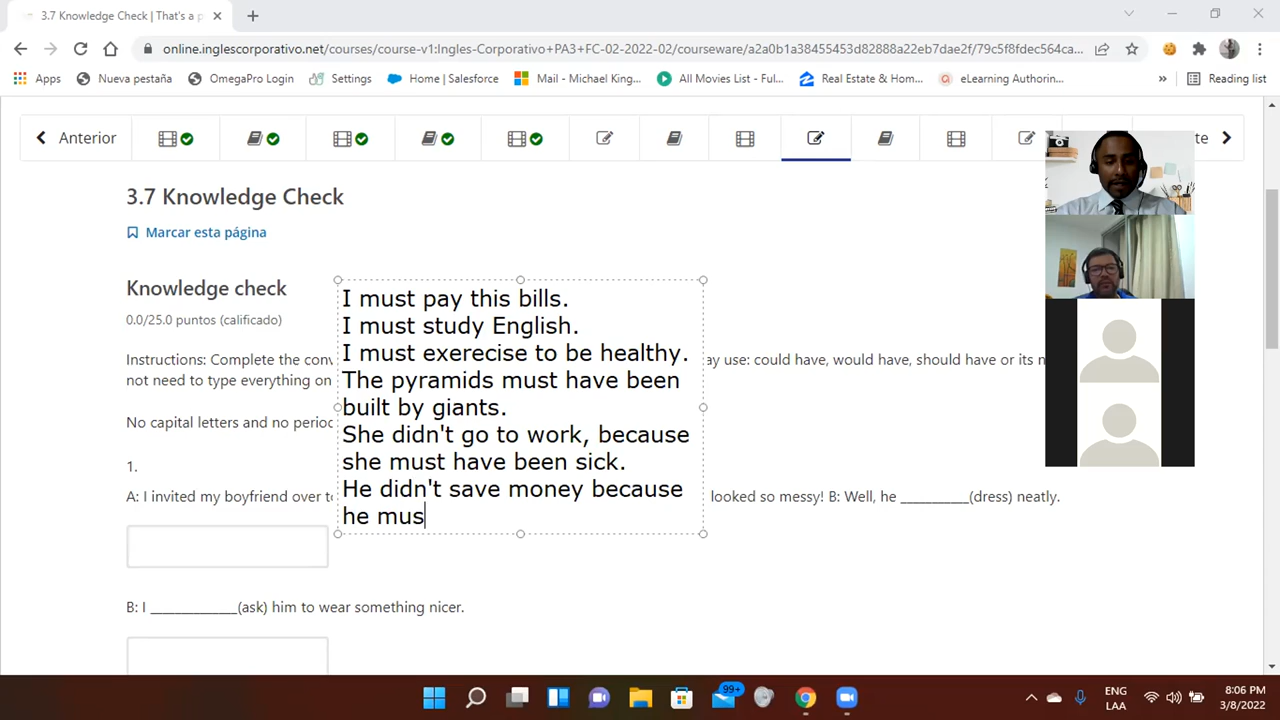 3.7 Knowledge Check | That's a p
online.inglescorporativo.net/courses/course-v1:Ingles-Corporativo+PA3+FC-02-2022-02/courseware/a2a0b1a38455453d82888a22eb7dae2f/79c5f8fdec564ca...
Apps Nueva pestaña OmegaPro Login Settings Home | Salesforce Mail - Michael King... All Movies List - Ful... Real Estate & Hom... eLearning Authorin... » Reading list
Anterior te
3.7 Knowledge Check
Marcar esta página
Knowledge check
0.0/25.0 puntos (calificado)
I must pay this bills.
I must study English.
I must exerecise to be healthy.
The pyramids must have been
built by giants.
She didn't go to work, because
she must have been sick.
He didn't save money because
he mus
Instructions: Complete the conv ay use: could have, would have, should have or its n
not need to type everything on
No capital letters and no period
1.
A: I invited my boyfriend over to looked so messy! B: Well, he __________(dress) neatly.
B: I _____________(ask) him to wear something nicer.
99+
ENG
LAA
8:06 PM
3/8/2022